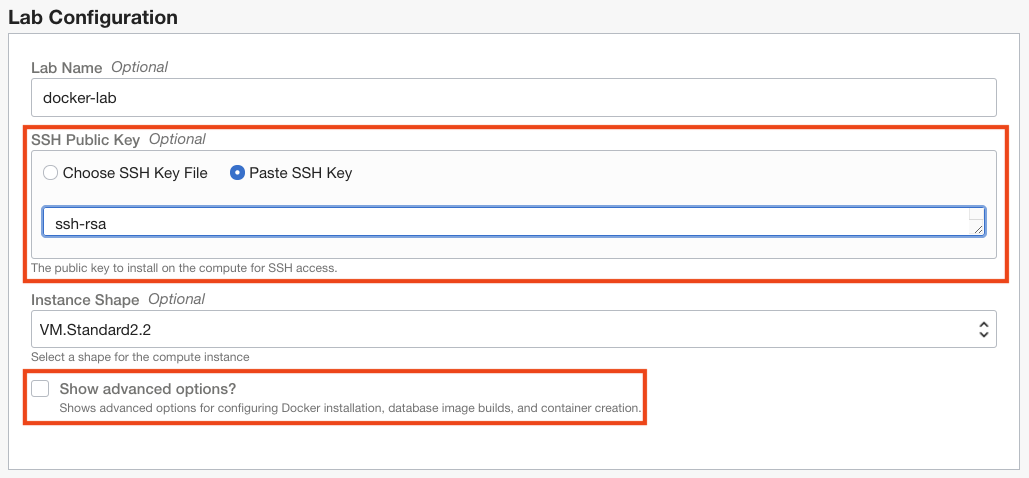 Lab Configuration
Lab Name Optional
docker-lab
SSH Public Key Optional
Choose SSH Key File Paste SSH Key
ssh-rsa
The public key to install on the compute for SSH access.
Instance Shape Optional
VM.Standard2.2
Select a shape for the compute instance
Show advanced options?
Shows advanced options for configuring Docker installation, database image builds, and container creation.